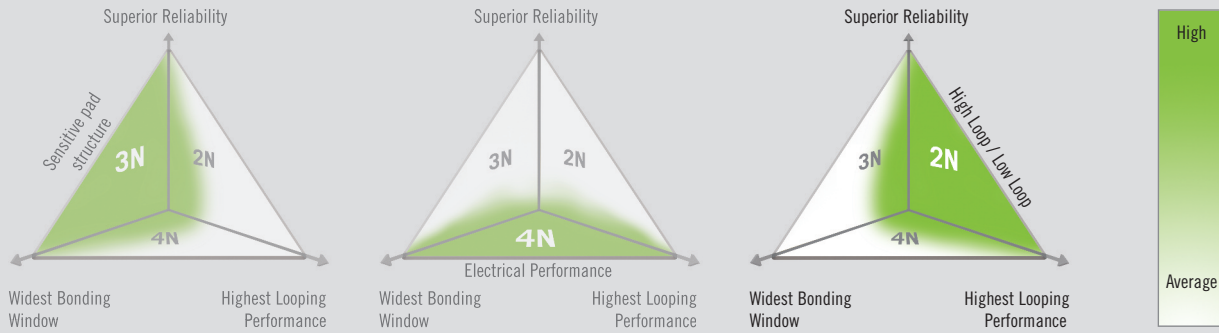 Superior Reliability
Sensitive pad
structure
3N
2N
4N
Widest Bonding
Window
Highest Looping
Performance
Superior Reliability
3N
2N
4N
Electrical Performance
Widest Bonding
Window
Highest Looping
Performance
Superior Reliability
High Loop / Low Loop
3N
2N
4N
Widest Bonding
Window
Highest Looping
Performance
High
Average